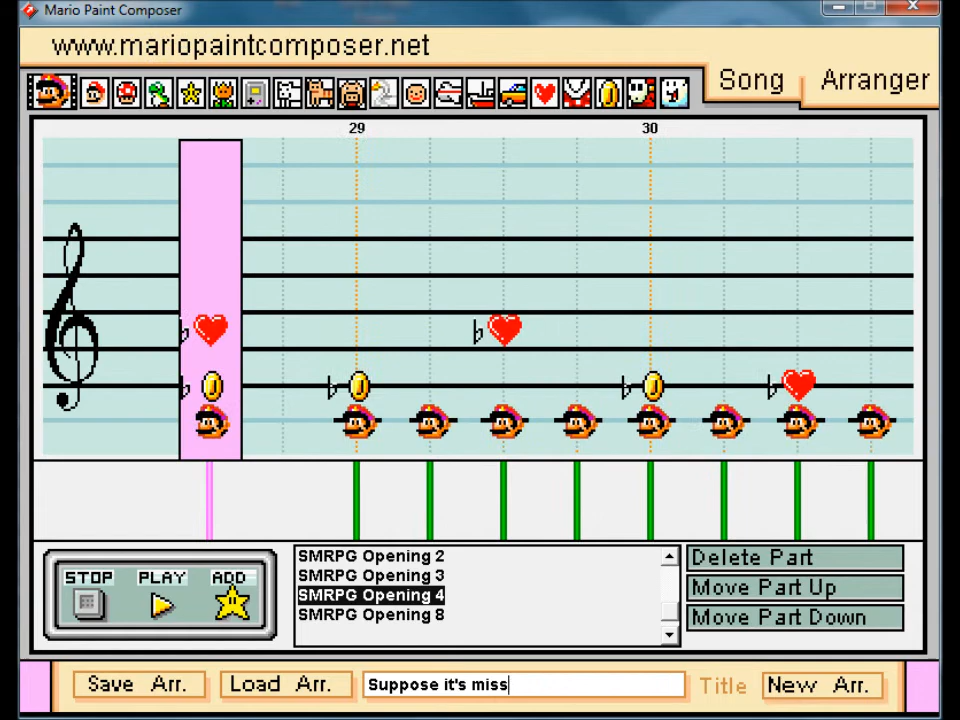 Mario Paint Composer
www.mariopaintcomposer.net
Song
Arranger
29
30
♭
♭
♭
♭
♭
♭
STOP
PLAY
ADD
SMRPG Opening 2
SMRPG Opening 3
SMRPG Opening 4
SMRPG Opening 8
Delete Part
Move Part Up
Move Part Down
Save Arr.
Load Arr.
Suppose it's miss
Title
New Arr.